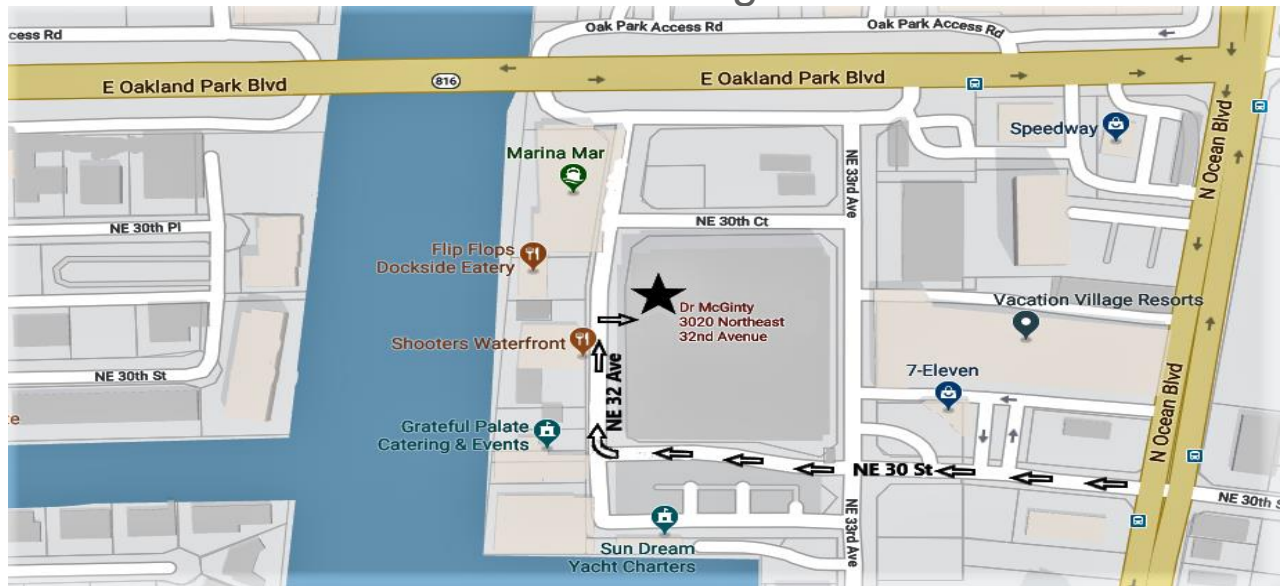 Oak Park Access Rd
Oak Park Access Rd
cess Rd
E Oakland Park Blvd
816
E Oakland Park Blvd
Speedway
Marina Mar
NE 33rd Ave
N Ocean Blvd
NE 30th Pl
NE 30th Ct
Flip Flops
Dockside Eatery
Dr McGinty
3020 Northeast
32nd Avenue
Vacation Village Resorts
Shooters Waterfront
NE 30th St
NE 32 Ave
7-Eleven
N Ocean Blvd
te
Grateful Palate
Catering & Events
NE 30 St
NE 30th S
NE 33rd Ave
Sun Dream
Yacht Charters